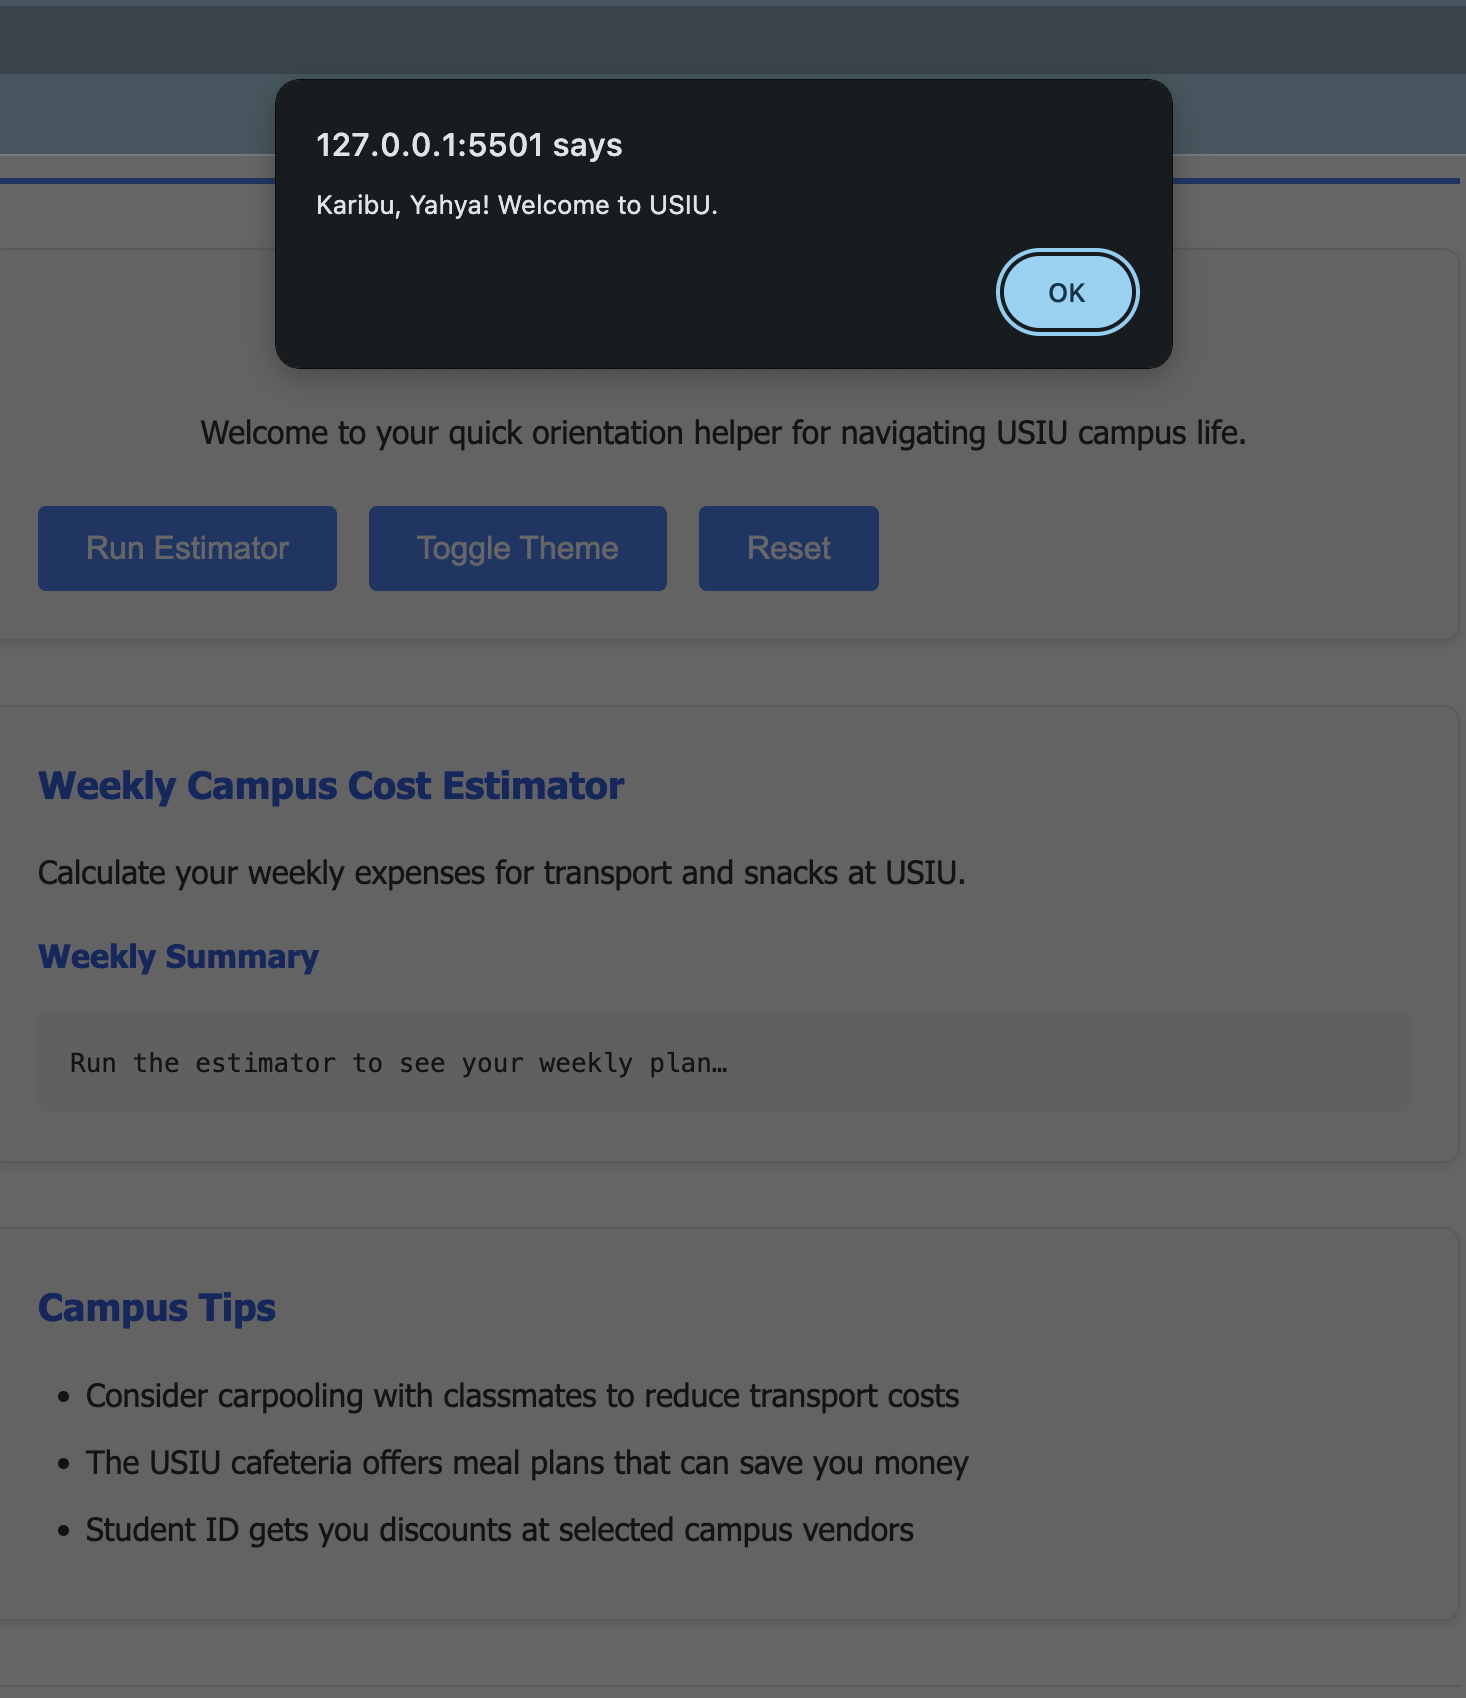 127.0.0.1:5501 says
Karibu, Yahya! Welcome to USIU.
OK
Welcome to your quick orientation helper for navigating USIU campus life.
Run Estimator
Toggle Theme
Reset
Weekly Campus Cost Estimator
Calculate your weekly expenses for transport and snacks at USIU.
Weekly Summary
Run the estimator to see your weekly plan…
Campus Tips
• Consider carpooling with classmates to reduce transport costs
• The USIU cafeteria offers meal plans that can save you money
• Student ID gets you discounts at selected campus vendors